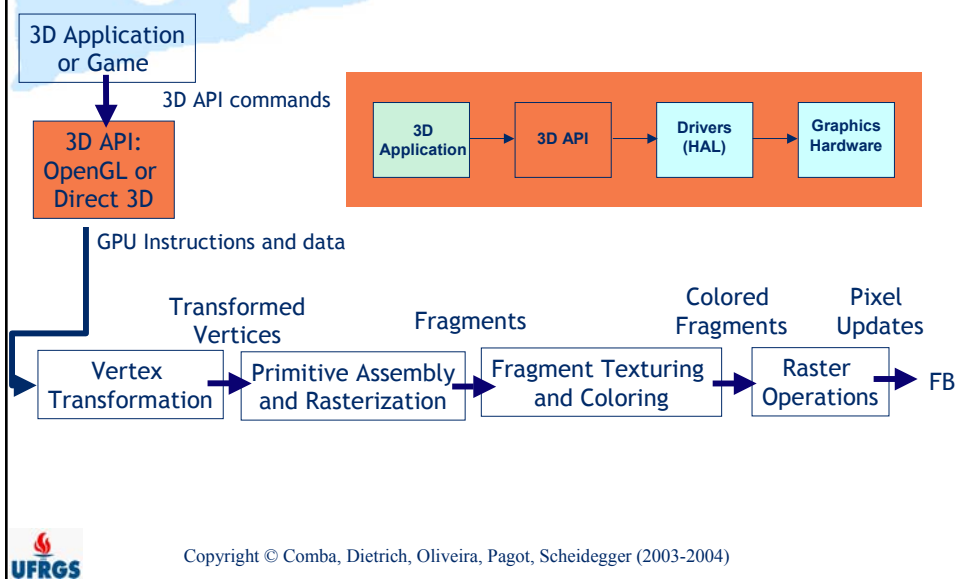 3D Application
or Game
3D API commands
3D API:
OpenGL or
Direct 3D
3D
Application
3D API
Drivers
(HAL)
Graphics
Hardware
GPU Instructions and data
Transformed
Vertices
Fragments
Colored
Fragments
Pixel
Updates
Vertex
Transformation
Primitive Assembly
and Rasterization
Fragment Texturing
and Coloring
Raster
Operations
FB
UFRGS
Copyright © Comba, Dietrich, Oliveira, Pagot, Scheidegger (2003-2004)